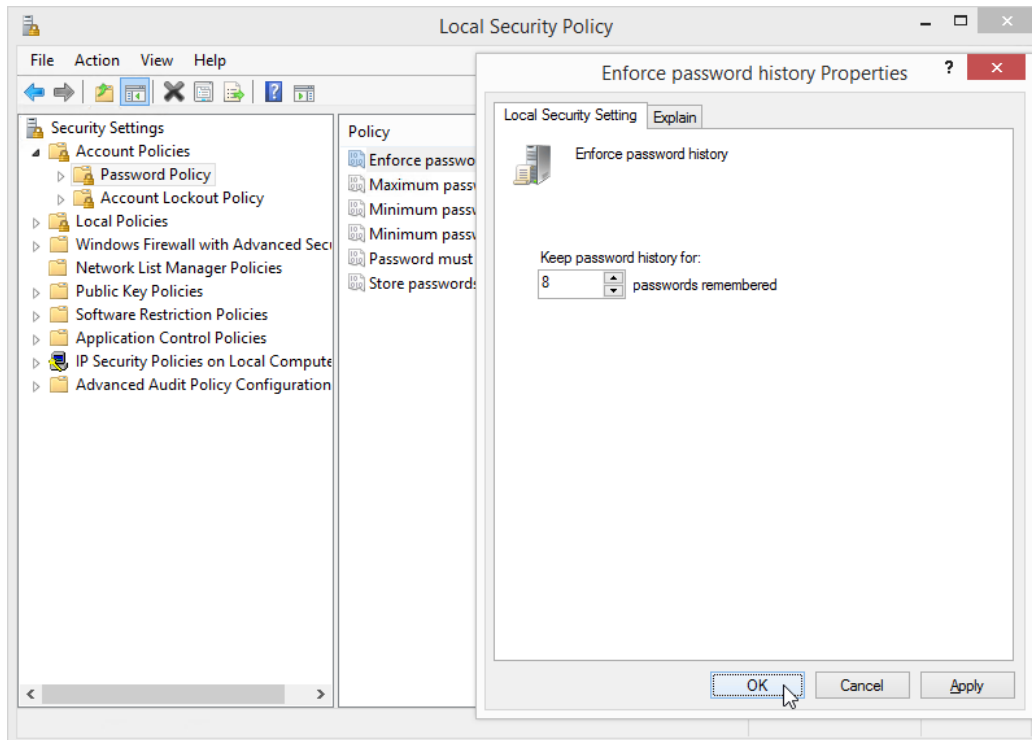 Local Security Policy
File Action View Help
Security Settings
Account Policies
Password Policy
Account Lockout Policy
Local Policies
Windows Firewall with Advanced Secu
Network List Manager Policies
Public Key Policies
Software Restriction Policies
Application Control Policies
IP Security Policies on Local Compute
Advanced Audit Policy Configuration
Policy
Enforce passwo
Maximum passw
Minimum passw
Minimum passw
Password must
Store passwords
Enforce password history Properties
?
Local Security Setting Explain
Enforce password history
Keep password history for:
8 passwords remembered
OK Cancel Apply